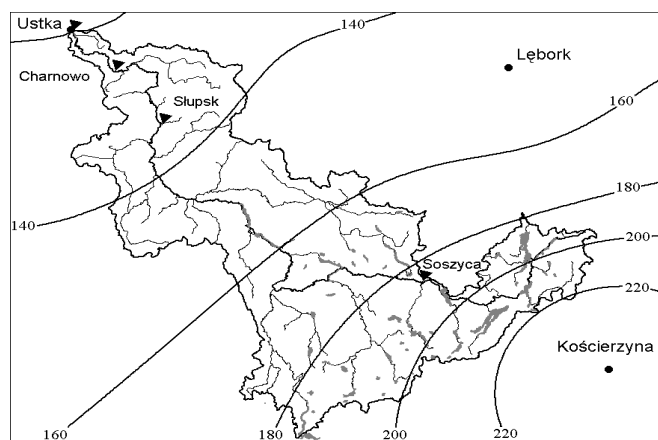 Ustka
140
Lębork
Charnowo
Słupsk
160
180
140
200
Soszyca
220
Kościerzyna
160
180
200
220